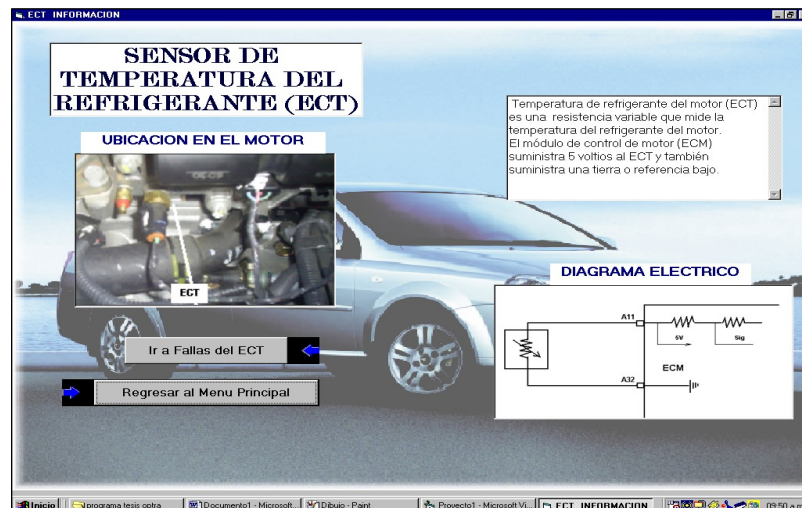 ECT INFORMACION
SENSOR DE
TEMPERATURA DEL
REFRIGERANTE (ECT)
UBICACION EN EL MOTOR
ECT
Temperatura de refrigerante del motor (ECT)
es una resistencia variable que mide la
temperatura del refrigerante del motor.
El módulo de control de motor (ECM)
suministra 5 voltios al ECT y también
suministra una tierra o referencia bajo.
DIAGRAMA ELECTRICO
A11
5V
Sig
ECM
A32
Ir a Fallas del ECT
Regresar al Menu Principal
Inicio
programa tesis optra
Documento1 - Microsoft...
Dibujo - Paint
Proyecto1 - Microsoft Vi...
ECT INFORMACION
09:50 a.m.